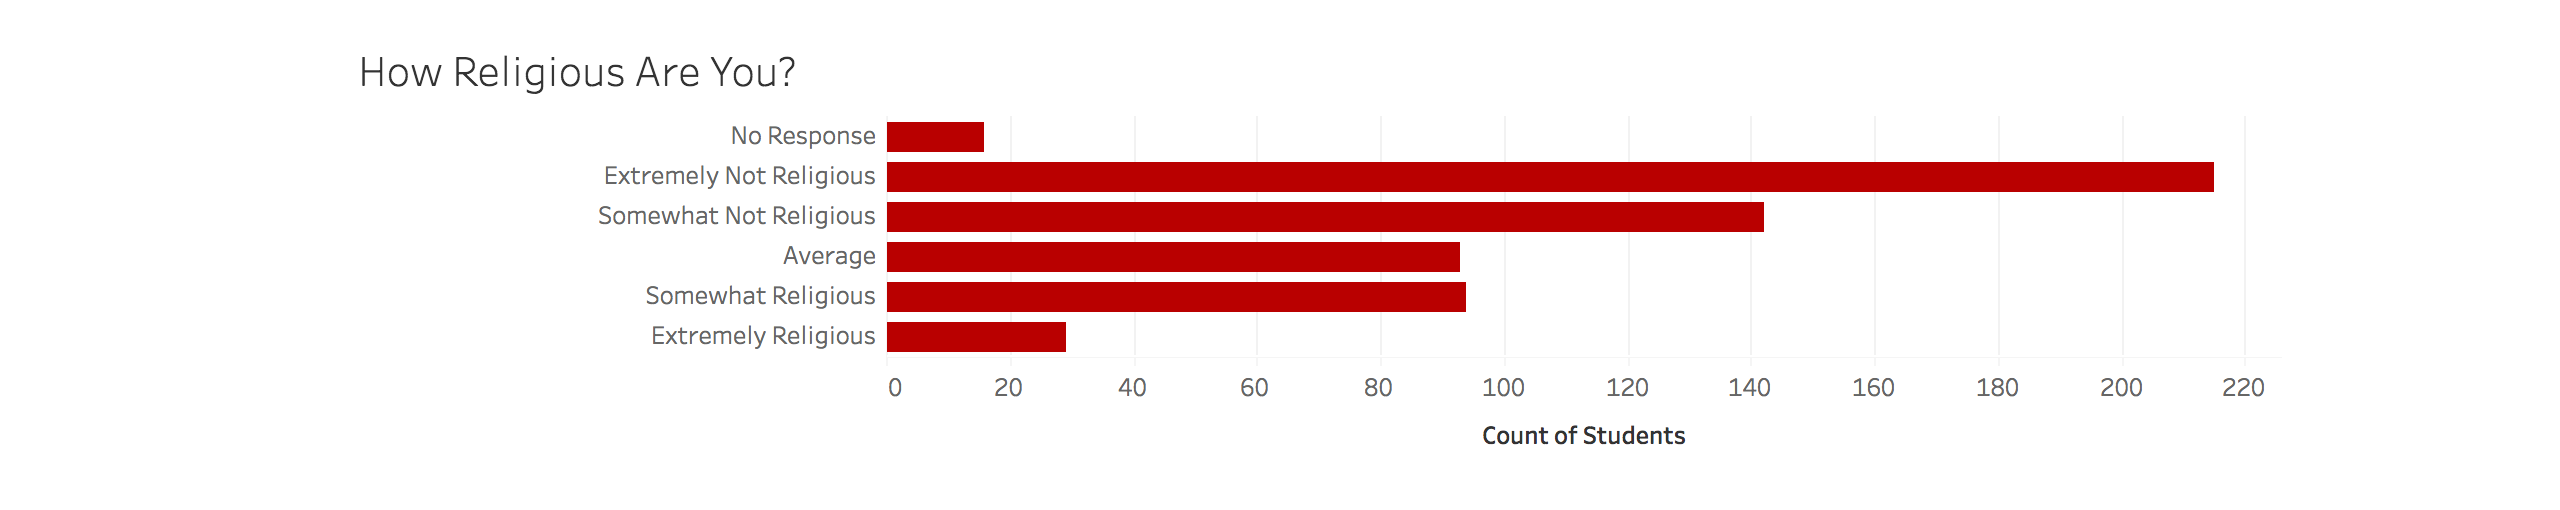 How Religious Are You?
No Response
Extremely Not Religious
Somewhat Not Religious
Average
Somewhat Religious
Extremely Religious
0 20 40 60 80 100 120 140 160 180 200 220
Count of Students